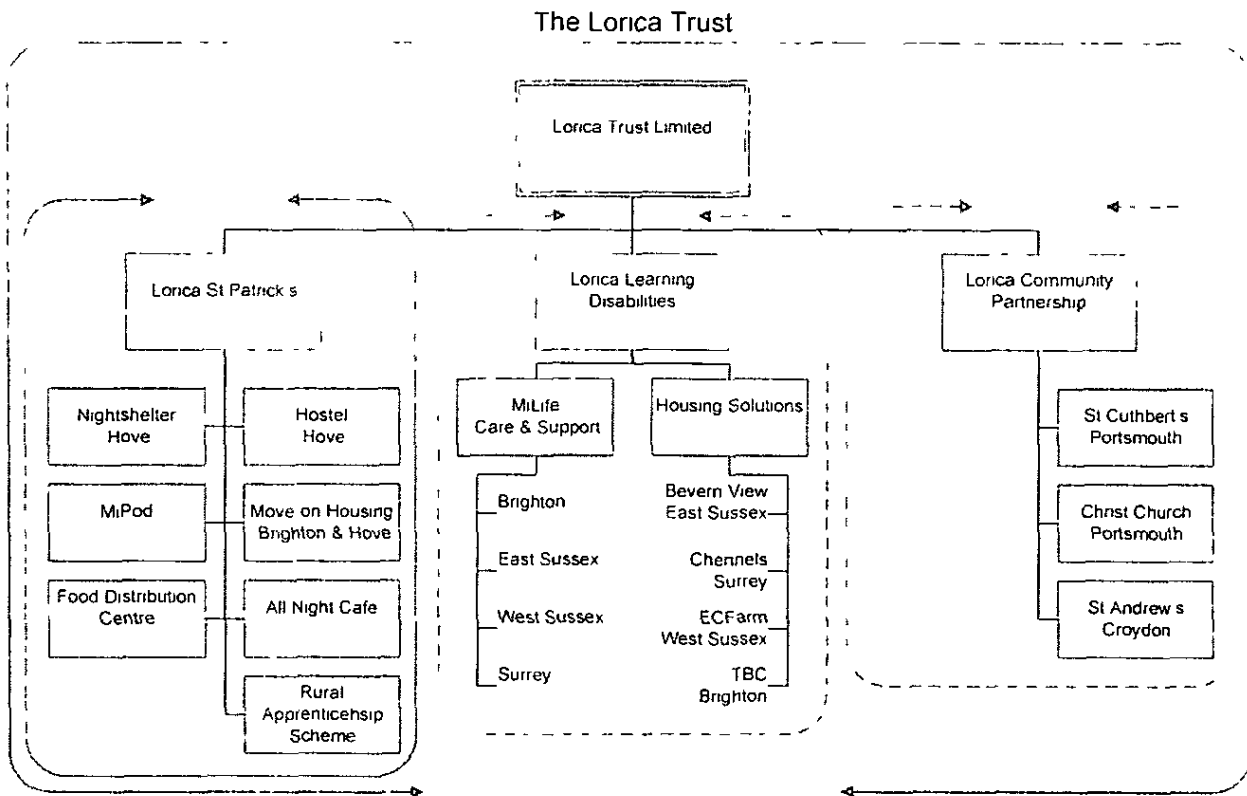 The Lorica Trust
Lorica Trust Limited
Lorica St Patrick s
Lorica Learning
Disabilities
Lorica Community
Partnership
Nightshelter
Hove
Hostel
Hove
MiPod
Move on Housing
Brighton & Hove
Food Distribution
Centre
All Night Cafe
Rural
Apprenticehsip
Scheme
MiLife
Care & Support
Housing Solutions
Brighton
East Sussex
West Sussex
Surrey
Bevern View
East Sussex
Chennels
Surrey
ECFarm
West Sussex
TBC
Brighton
St Cuthbert s
Portsmouth
Christ Church
Portsmouth
St Andrew s
Croydon